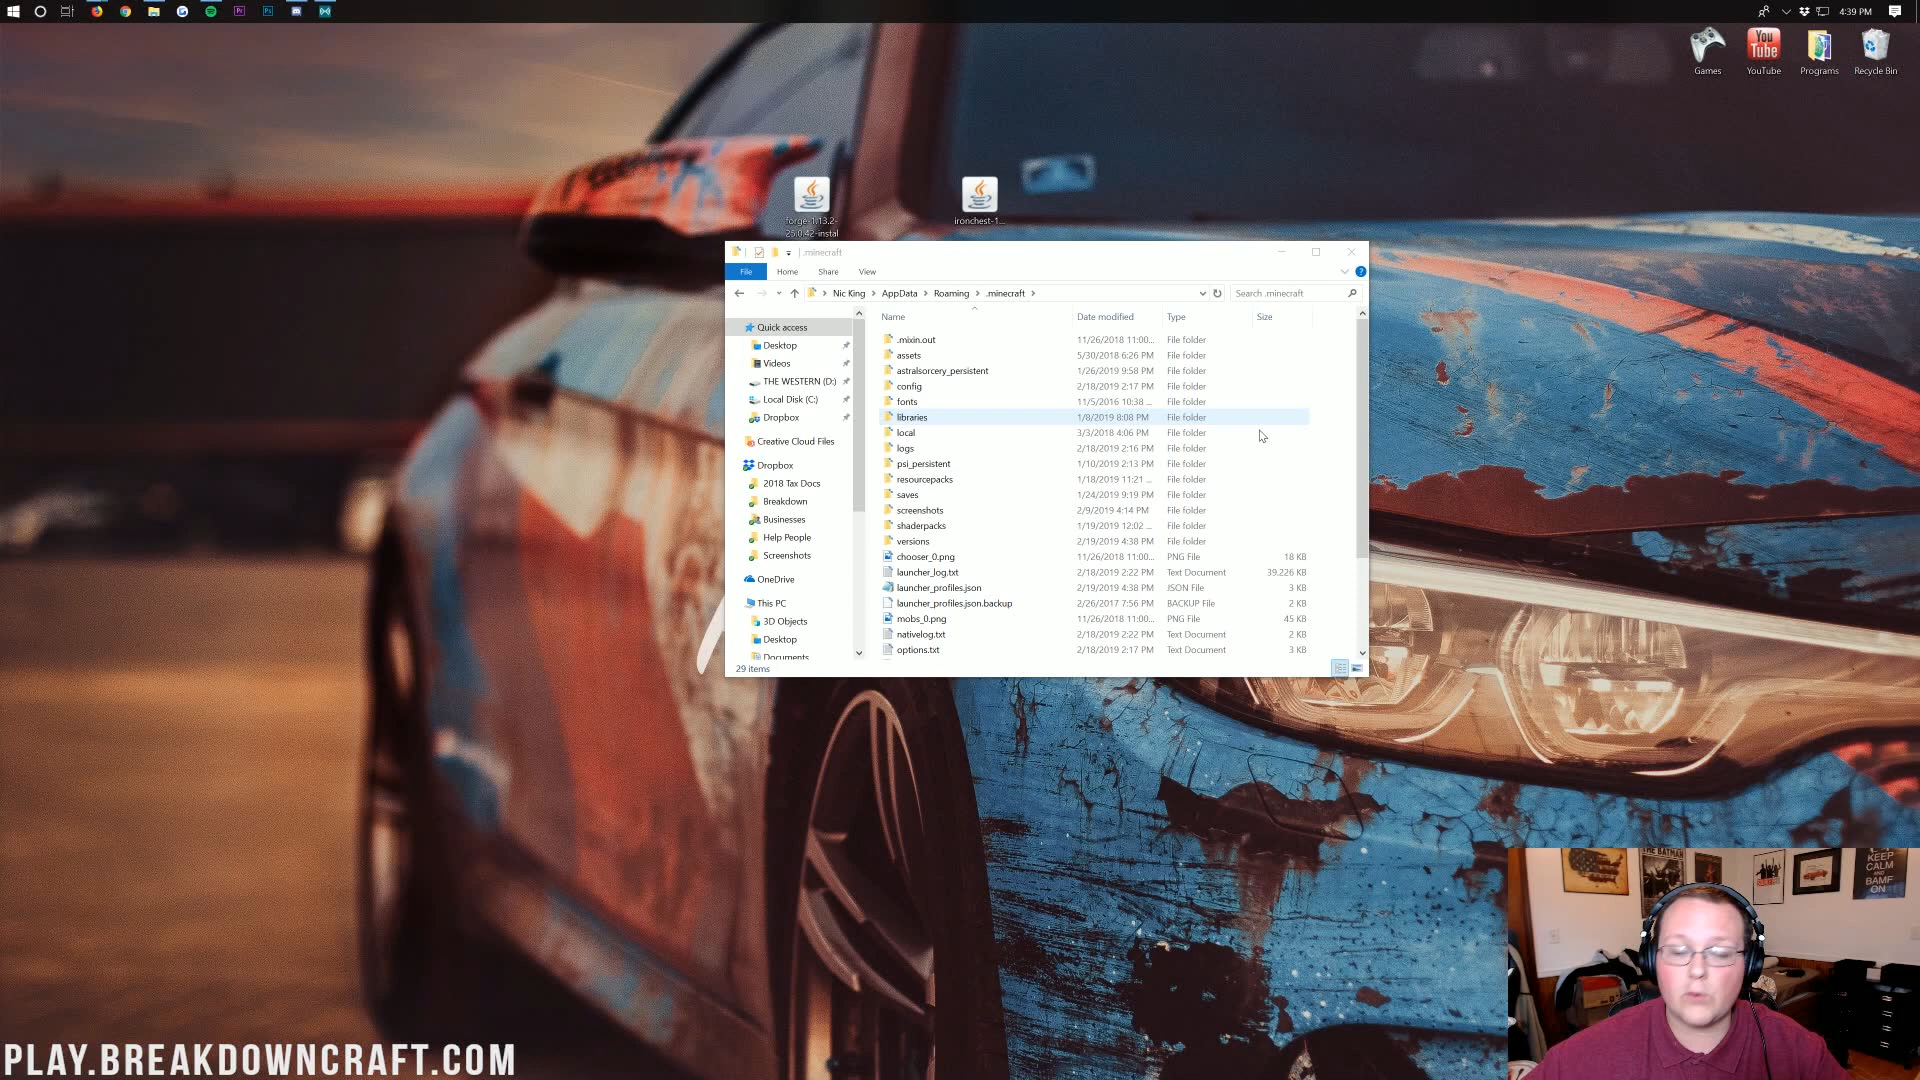 4:39 PM
Games
YouTube
Programs
Recycle Bin
forge-1.13.2-
25.0.42-instal
ironchest-1...
.minecraft
File
Home
Share
View
Nic King
AppData
Roaming
.minecraft
Search .minecraft
Name
Date modified
Type
Size
Quick access
Desktop
Videos
THE WESTERN (D:)
Local Disk (C:)
Dropbox
Creative Cloud Files
Dropbox
2018 Tax Docs
Breakdown
Businesses
Help People
Screenshots
OneDrive
This PC
3D Objects
Desktop
Documents
.mixin.out 11/26/2018 11:00... File folder
assets 5/30/2018 6:26 PM File folder
astralsorcery_persistent 1/26/2019 9:58 PM File folder
config 2/18/2019 2:17 PM File folder
fonts 11/5/2016 10:38 ... File folder
libraries 1/8/2019 8:08 PM File folder
local 3/3/2018 4:06 PM File folder
logs 2/18/2019 2:16 PM File folder
psi_persistent 1/10/2019 2:13 PM File folder
resourcepacks 1/18/2019 11:21 ... File folder
saves 1/24/2019 9:19 PM File folder
screenshots 2/9/2019 4:14 PM File folder
shaderpacks 1/19/2019 12:02 ... File folder
versions 2/19/2019 4:38 PM File folder
chooser_0.png 11/26/2018 11:00... PNG File 18 KB
launcher_log.txt 2/18/2019 2:22 PM Text Document 39,226 KB
launcher_profiles.json 2/19/2019 4:38 PM JSON File 3 KB
launcher_profiles.json.backup 2/26/2017 7:56 PM BACKUP File 2 KB
mobs_0.png 11/26/2018 11:00... PNG File 45 KB
nativelog.txt 2/18/2019 2:22 PM Text Document 2 KB
options.txt 2/18/2019 2:17 PM Text Document 3 KB
29 items
THE BATMAN
KEEP
CALM
AND
BAMF
ON
PLAY.BREAKDOWNCRAFT.COM